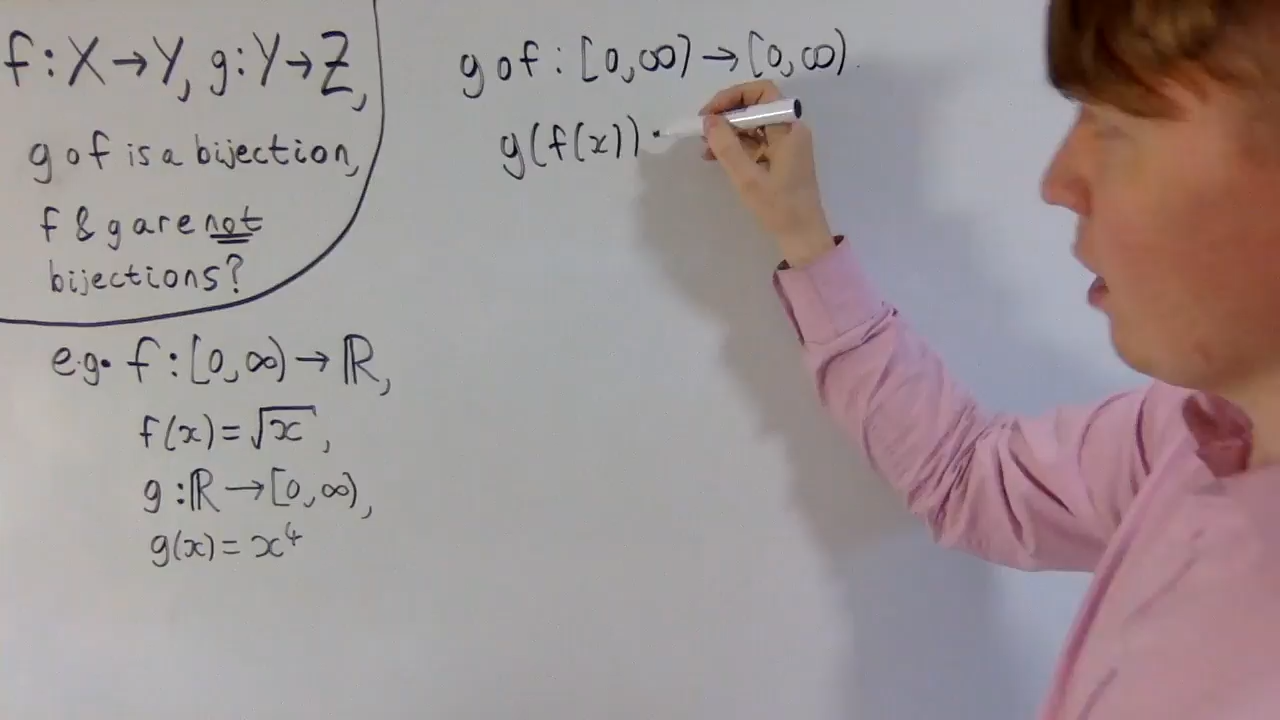 f : X → Y, g : Y → Z,
g o f is a bijection,
f & g are not
bijections?
e.g. f : [0, ∞) → ℝ,
f(x) = √x,
g : ℝ → [0, ∞),
g(x) = x⁴
g o f : [0, ∞) → [0, ∞).
g(f(x))